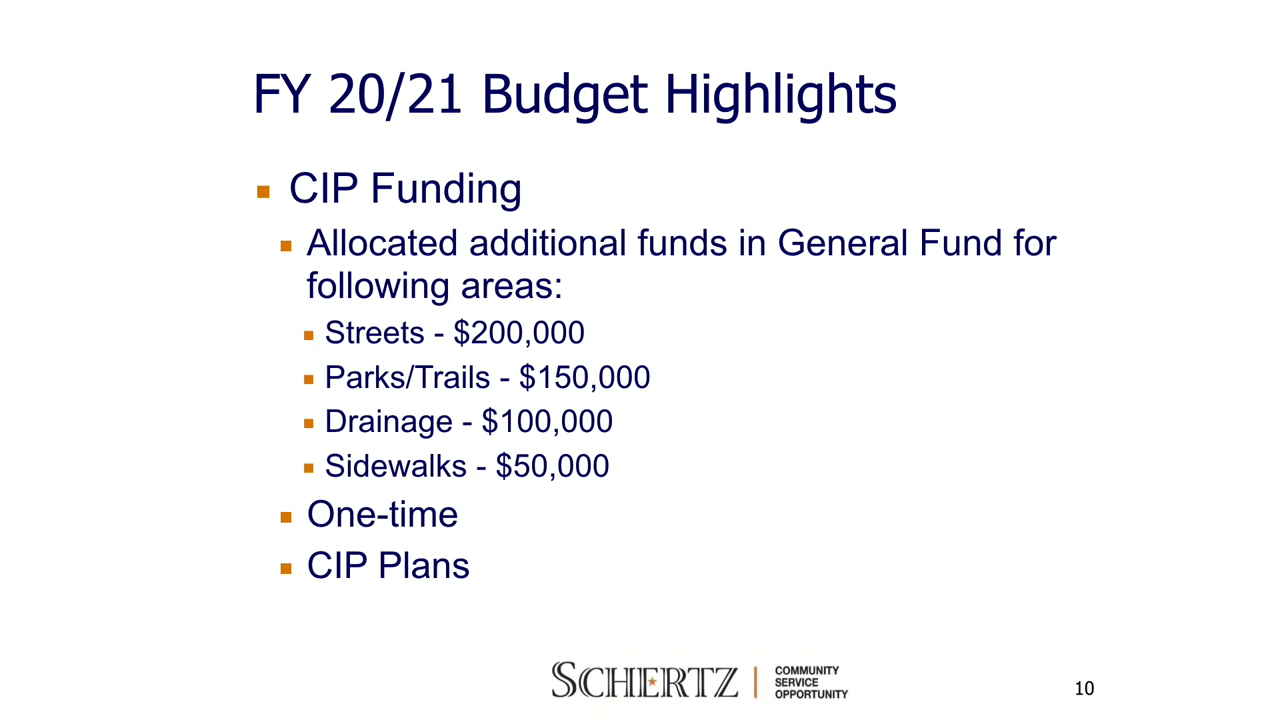 FY 20/21 Budget Highlights
CIP Funding
Allocated additional funds in General Fund for
following areas:
Streets - $200,000
Parks/Trails - $150,000
Drainage - $100,000
Sidewalks - $50,000
One-time
CIP Plans
SCHERTZ
COMMUNITY
SERVICE
OPPORTUNITY
10